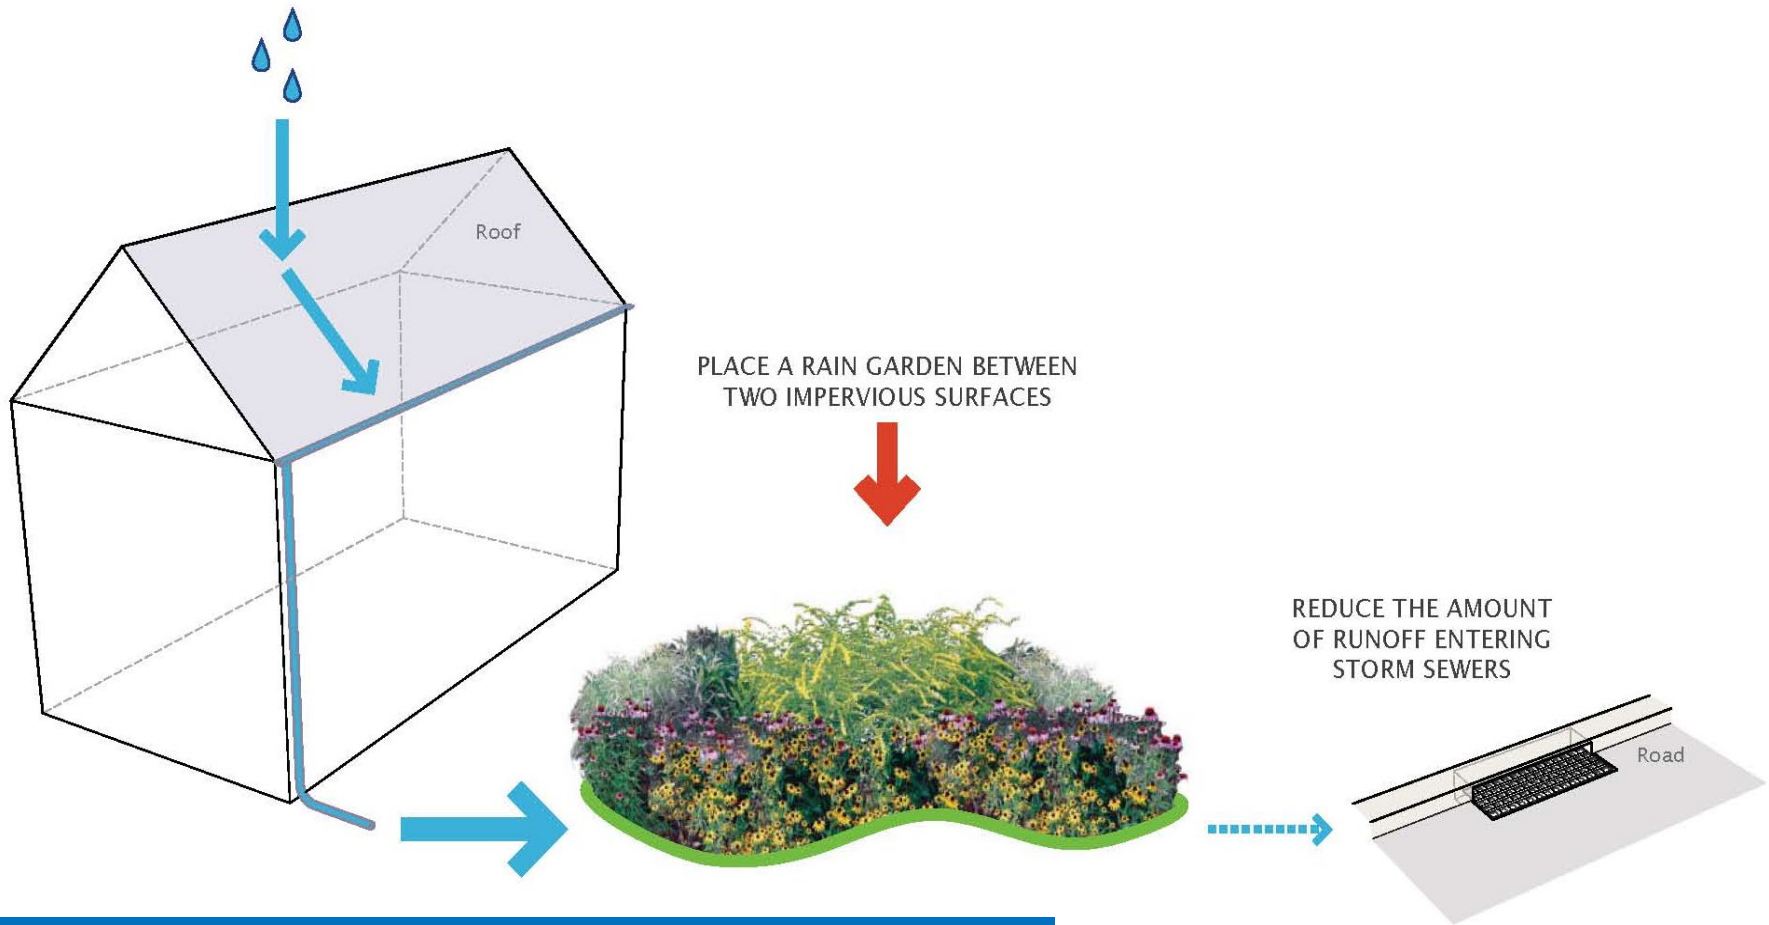 Roof
PLACE A RAIN GARDEN BETWEEN
TWO IMPERVIOUS SURFACES
REDUCE THE AMOUNT
OF RUNOFF ENTERING
STORM SEWERS
Road